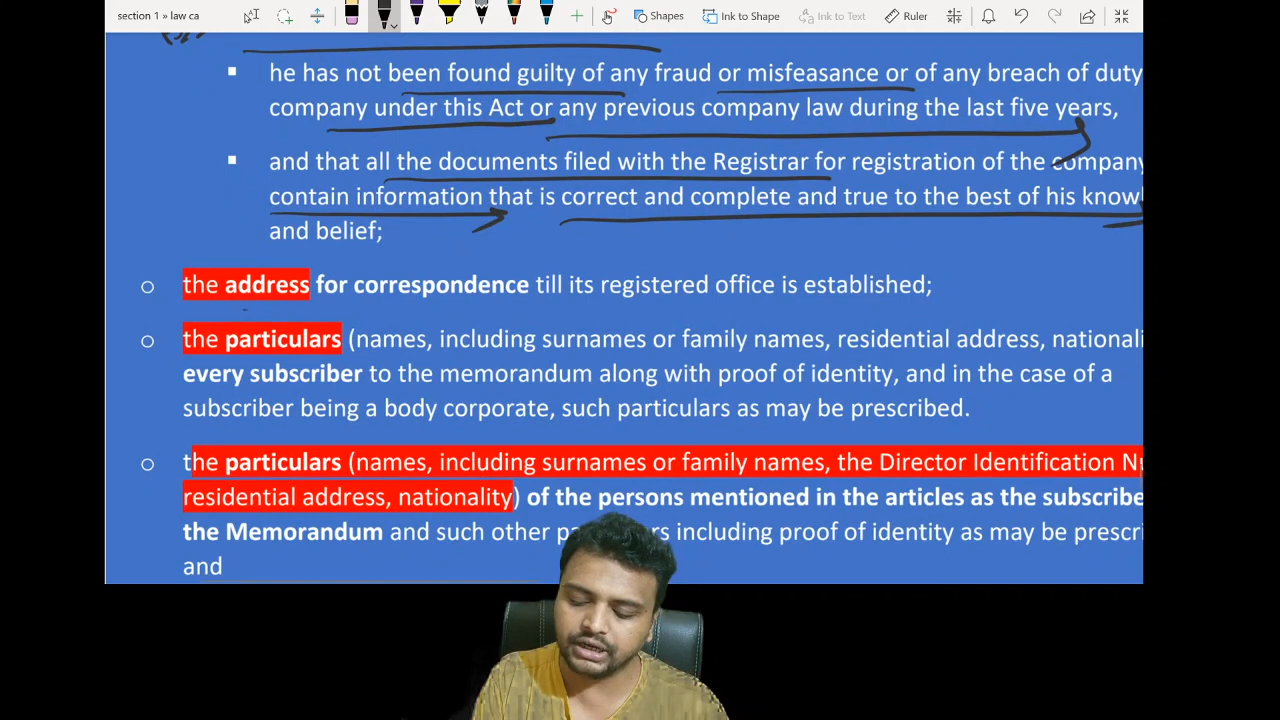 section 1 » law ca
Shapes
Ink to Shape
Ink to Text
Ruler
he has not been found guilty of any fraud or misfeasance or of any breach of duty
company under this Act or any previous company law during the last five years,
and that all the documents filed with the Registrar for registration of the company
contain information that is correct and complete and true to the best of his know
and belief;
the address for correspondence till its registered office is established;
the particulars (names, including surnames or family names, residential address, nationali
every subscriber to the memorandum along with proof of identity, and in the case of a
subscriber being a body corporate, such particulars as may be prescribed.
the particulars (names, including surnames or family names, the Director Identification
residential address, nationality) of the persons mentioned in the articles as the subscribe
the Memorandum and such other including proof of identity as may be prescri
and